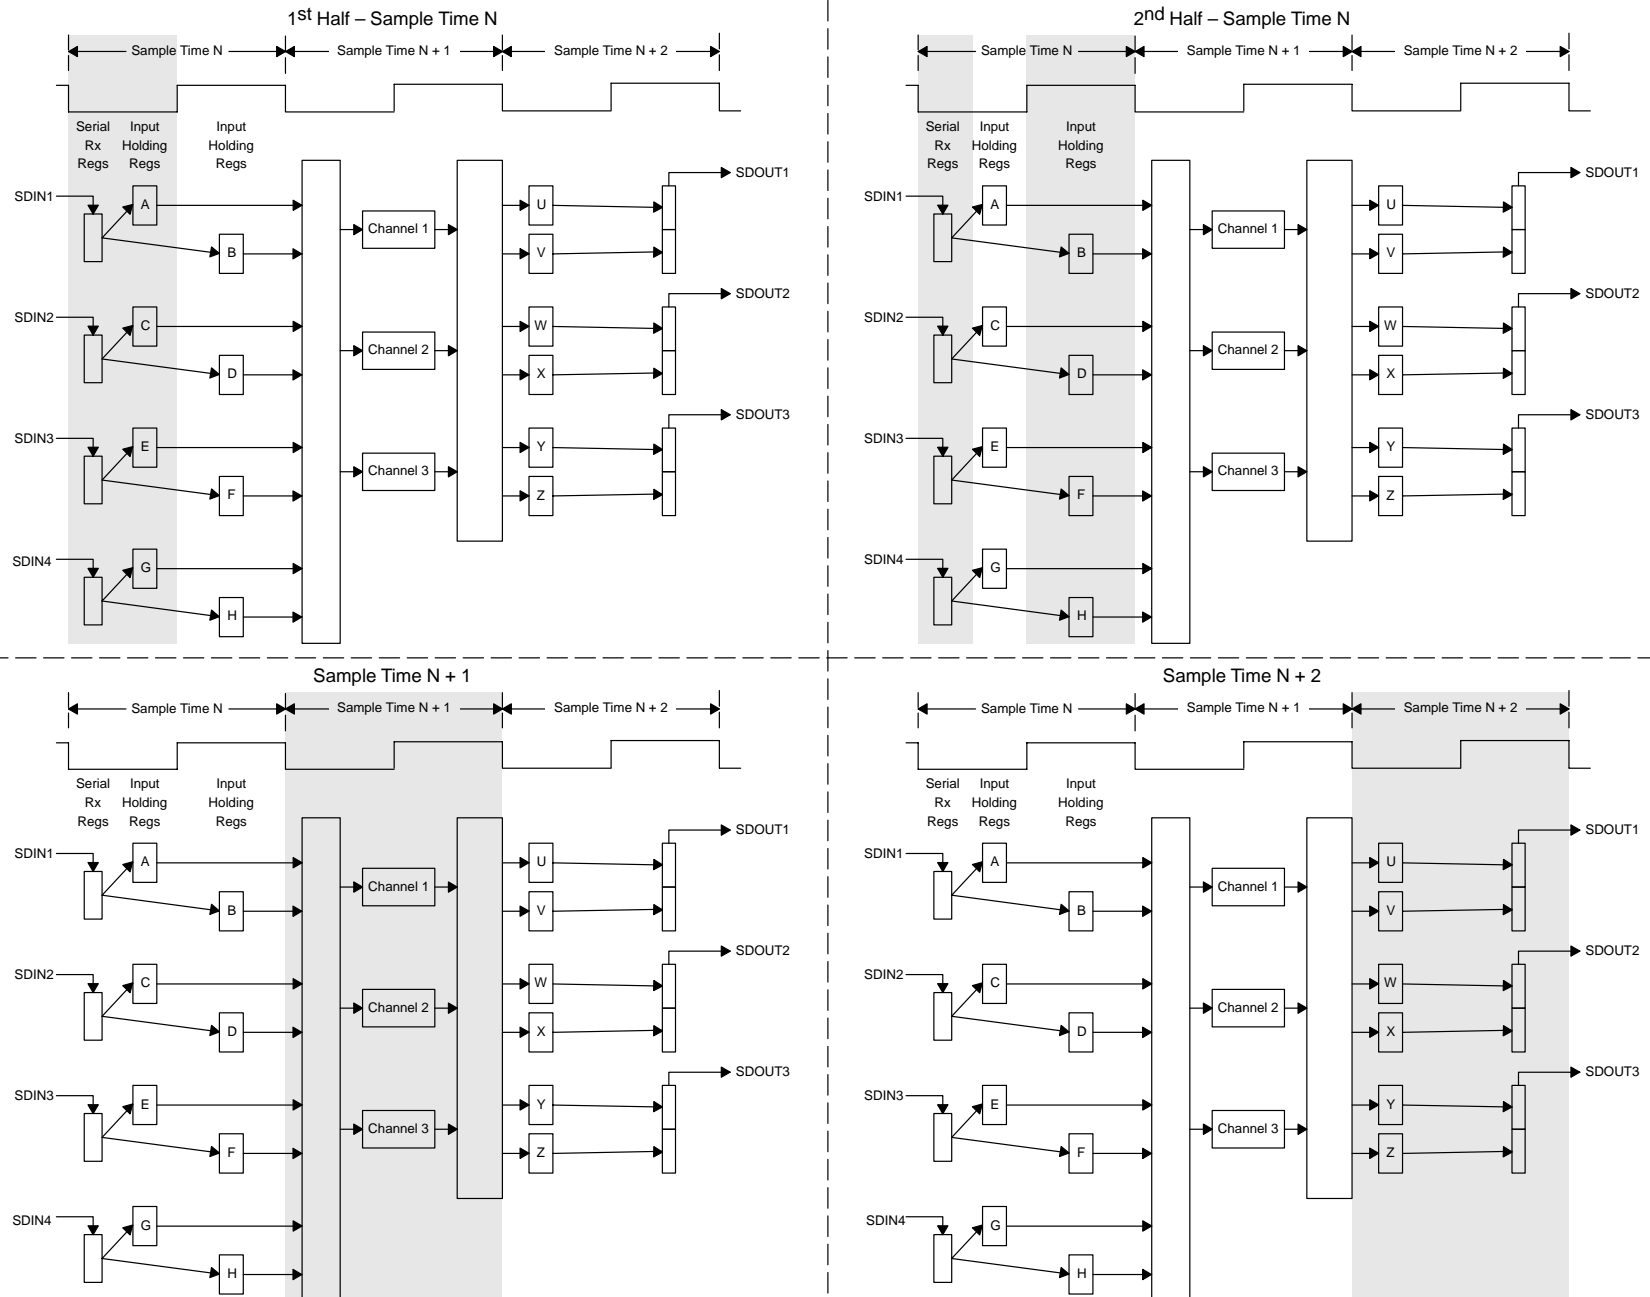 1st Half – Sample Time N
Sample Time N
Sample Time N + 1
Sample Time N + 2
Serial
Rx
Regs
Input
Holding
Regs
Input
Holding
Regs
SDIN1
A
B
SDIN2
C
D
SDIN3
E
F
SDIN4
G
H
Channel 1
Channel 2
Channel 3
U
V
W
X
Y
Z
SDOUT1
SDOUT2
SDOUT3
2nd Half – Sample Time N
Sample Time N
Sample Time N + 1
Sample Time N + 2
Serial
Rx
Regs
Input
Holding
Regs
Input
Holding
Regs
SDIN1
A
B
SDIN2
C
D
SDIN3
E
F
SDIN4
G
H
Channel 1
Channel 2
Channel 3
U
V
W
X
Y
Z
SDOUT1
SDOUT2
SDOUT3
Sample Time N + 1
Sample Time N
Sample Time N + 1
Sample Time N + 2
Serial
Rx
Regs
Input
Holding
Regs
Input
Holding
Regs
SDIN1
A
B
SDIN2
C
D
SDIN3
E
F
SDIN4
G
H
Channel 1
Channel 2
Channel 3
U
V
W
X
Y
Z
SDOUT1
SDOUT2
SDOUT3
Sample Time N + 2
Sample Time N
Sample Time N + 1
Sample Time N + 2
Serial
Rx
Regs
Input
Holding
Regs
Input
Holding
Regs
SDIN1
A
B
SDIN2
C
D
SDIN3
E
F
SDIN4
G
H
Channel 1
Channel 2
Channel 3
U
V
W
X
Y
Z
SDOUT1
SDOUT2
SDOUT3